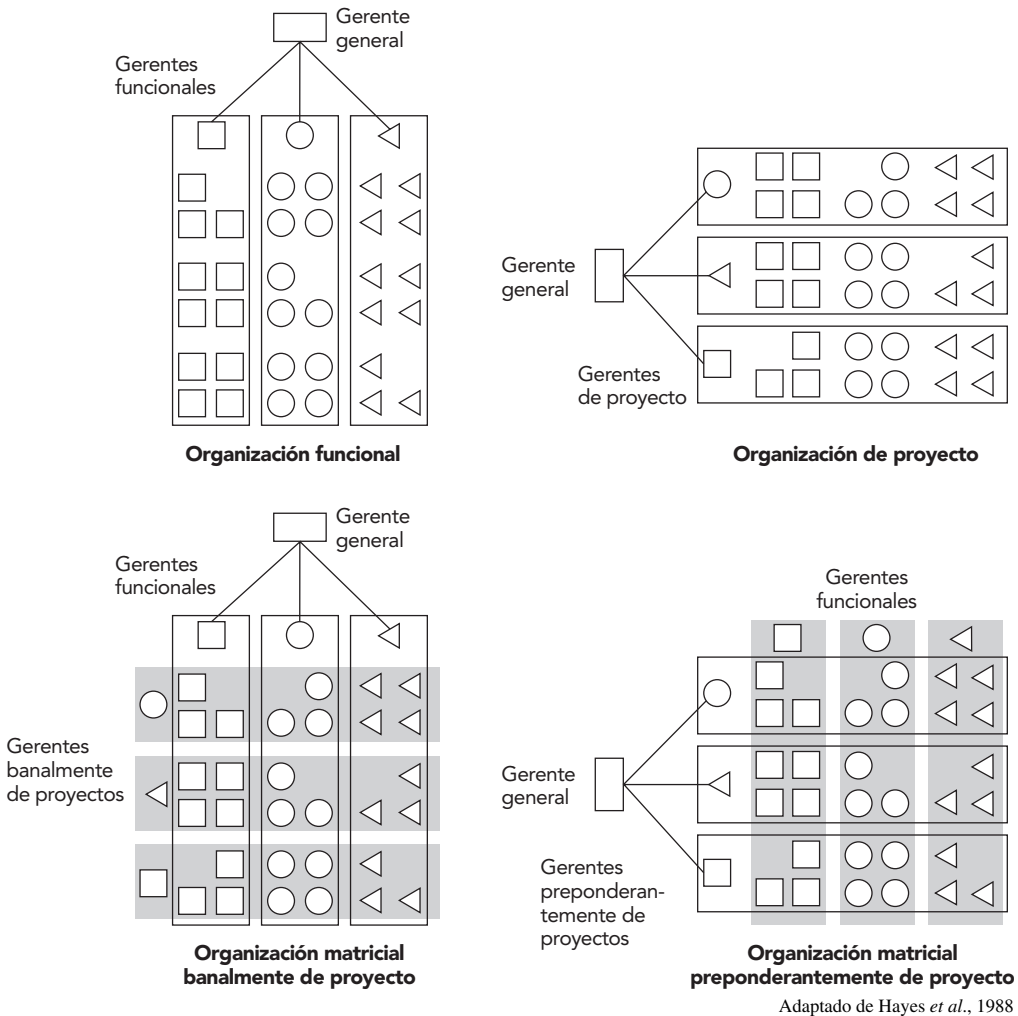 Gerente
general
Gerentes
funcionales
Organización funcional
Gerente
general
Gerentes
de proyecto
Organización de proyecto
Gerente
general
Gerentes
funcionales
Gerentes
banalmente
de proyectos
Organización matricial
banalmente de proyecto
Gerentes
funcionales
Gerente
general
Gerentes
preponderan-
temente de
proyectos
Organización matricial
preponderantemente de proyecto
Adaptado de Hayes et al., 1988